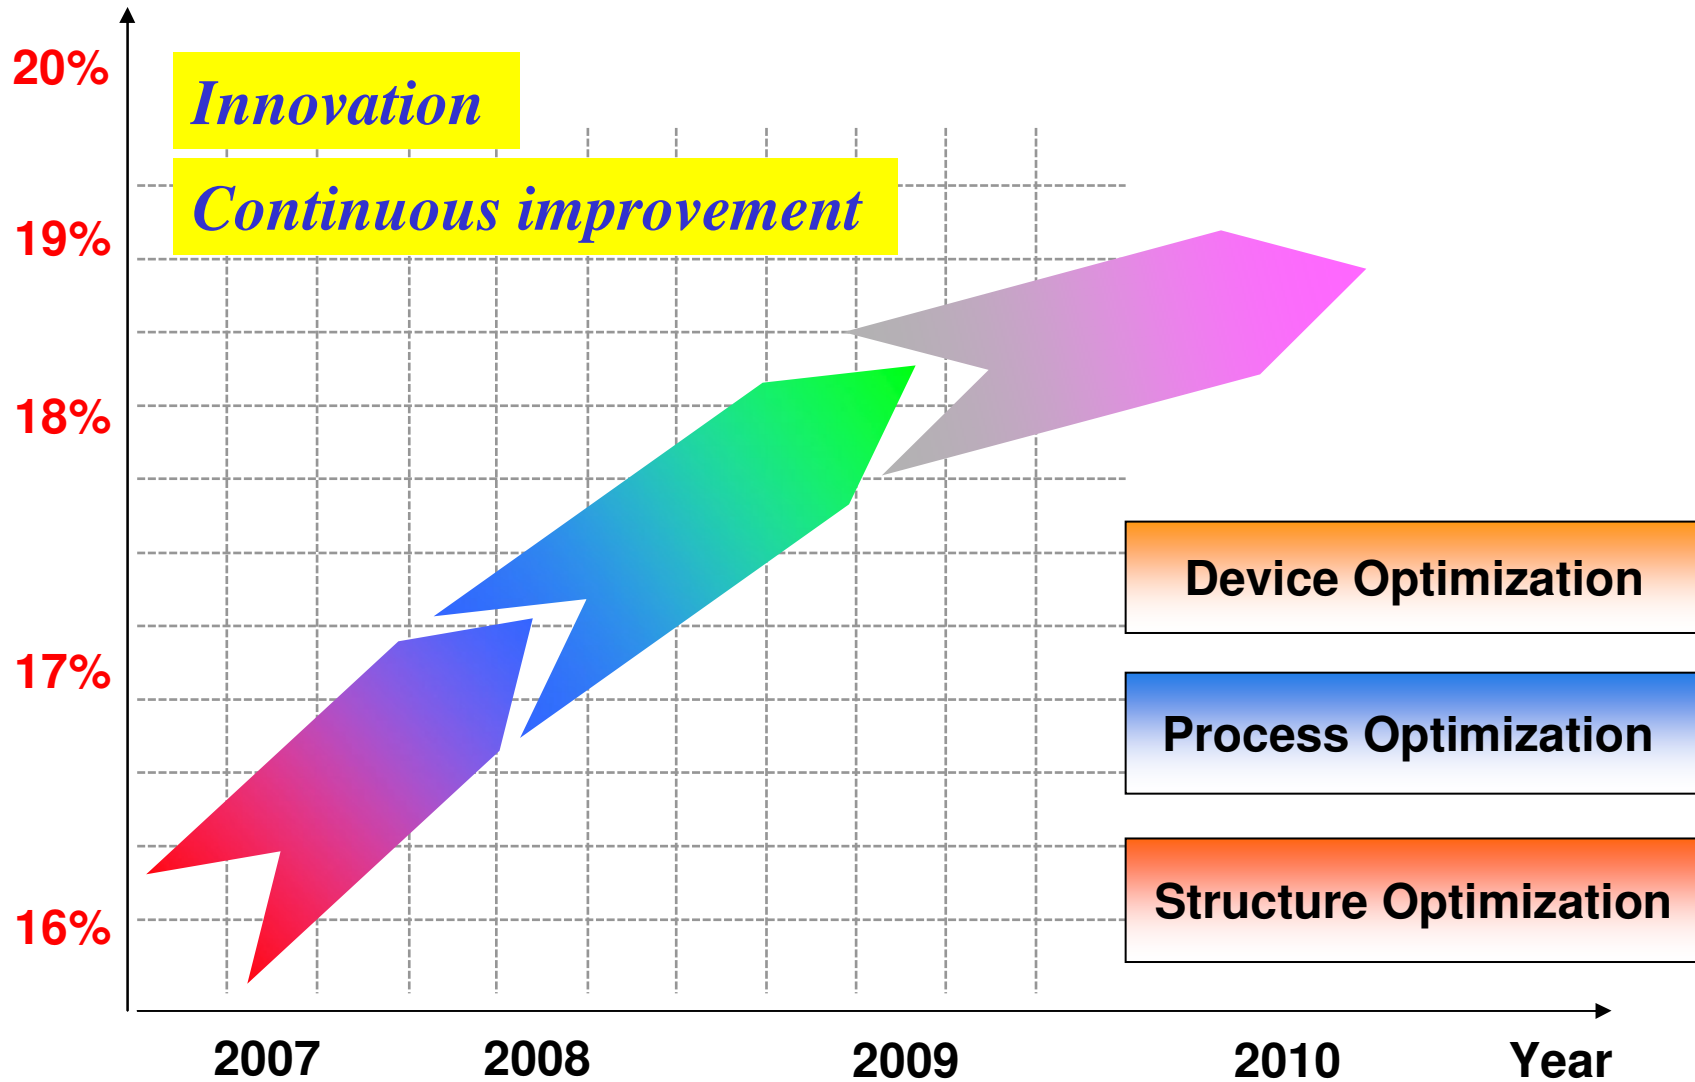 20%
Innovation
Continuous improvement
19%
18%
17%
16%
Device Optimization
Process Optimization
Structure Optimization
2007 2008 2009 2010 Year